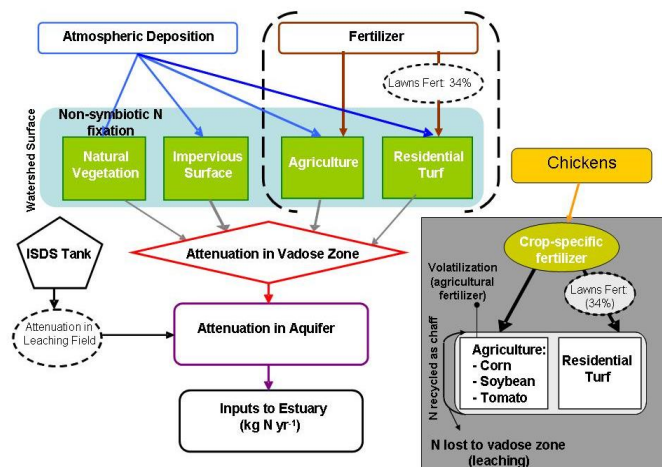 Atmospheric Deposition
Fertilizer
Lawns Fert: 34%
Watershed Surface
Non-symbiotic N
fixation
Natural
Vegetation
Impervious
Surface
Agriculture
Residential
Turf
Chickens
ISDS Tank
Attenuation in Vadose Zone
Attenuation in
Leaching Field
Attenuation in Aquifer
Inputs to Estuary
(kg N yr⁻¹)
Crop-specific
fertilizer
Volatilization
(agricultural
fertilizer)
Lawns Fert:
(34%)
N recycled as chaff
Agriculture:
- Corn
- Soybean
- Tomato
Residential
Turf
N lost to vadose zone
(leaching)